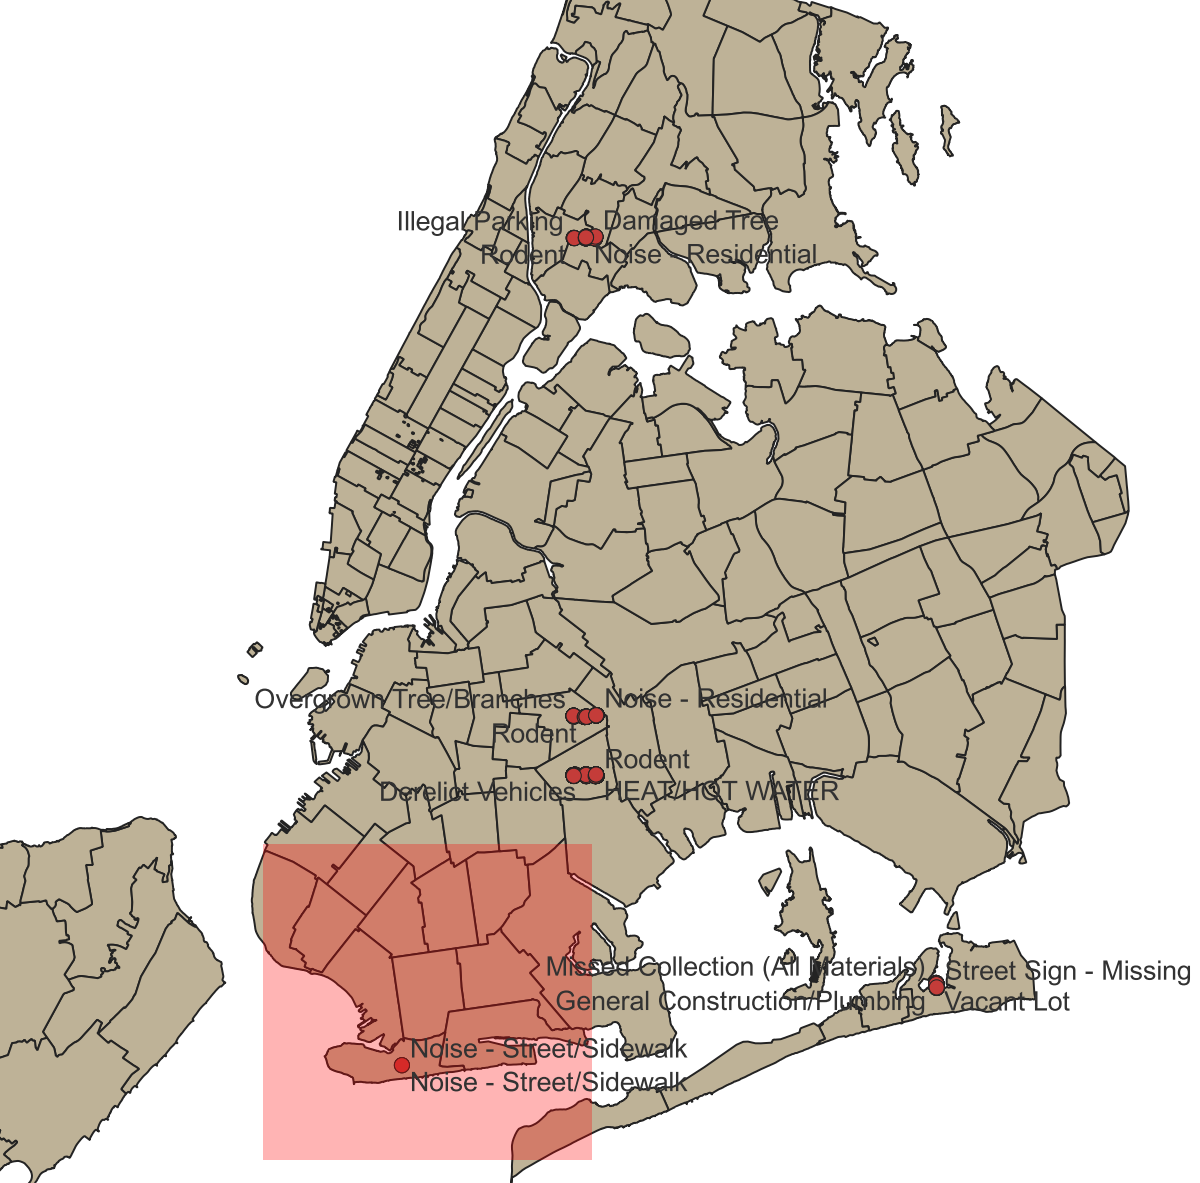 Illegal Parking
Damaged Tree
Rodent
Noise - Residential
Overgrown Tree/Branches
Noise - Residential
Rodent
Rodent
Derelict Vehicles
HEAT/HOT WATER
Missed Collection (All Materials)
Street Sign - Missing
General Construction/Plumbing
Vacant Lot
Noise - Street/Sidewalk
Noise - Street/Sidewalk